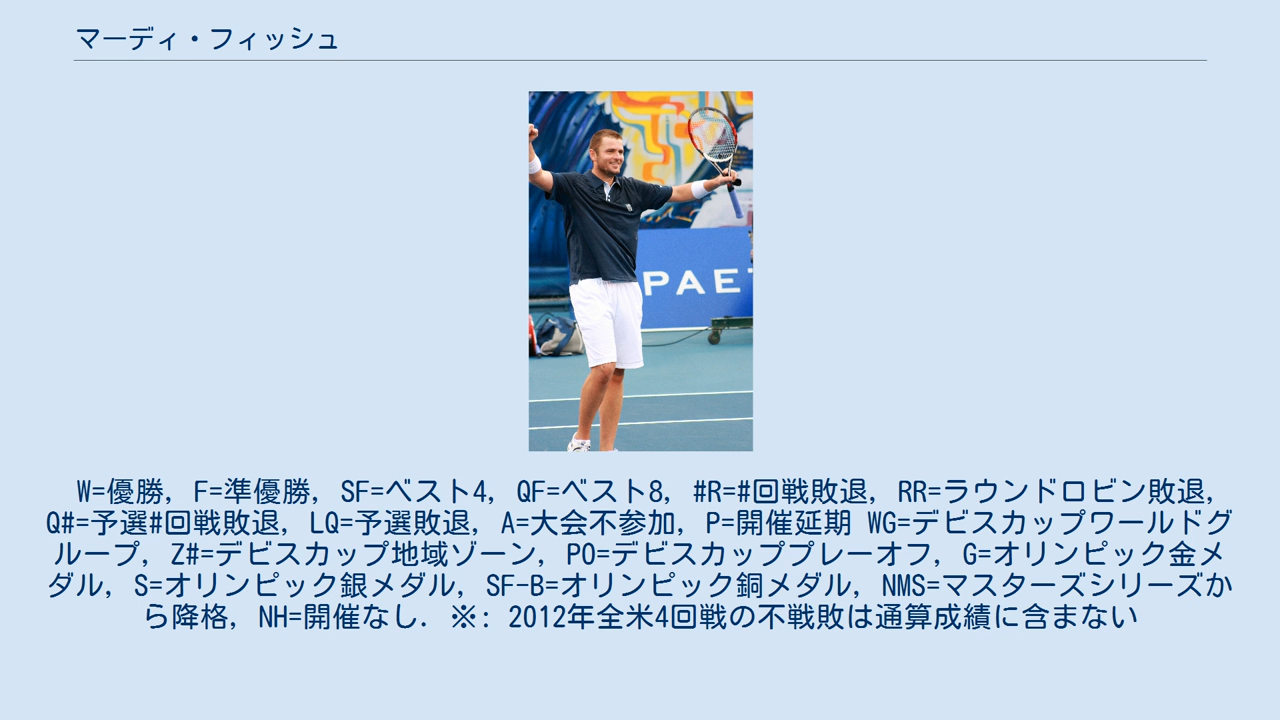 マーディ・フィッシュ
PAET
W=優勝, F=準優勝, SF=ベスト4, QF=ベスト8, #R=#回戦敗退, RR=ラウンドロビン敗退,
Q#=予選#回戦敗退, LQ=予選敗退, A=大会不参加, P=開催延期 WG=デビスカップワールドグ
ループ, Z#=デビスカップ地域ゾーン, PO=デビスカッププレーオフ, G=オリンピック金メ
ダル, S=オリンピック銀メダル, SF-B=オリンピック銅メダル, NMS=マスターズシリーズか
ら降格, NH=開催なし. ※: 2012年全米4回戦の不戦敗は通算成績に含まない